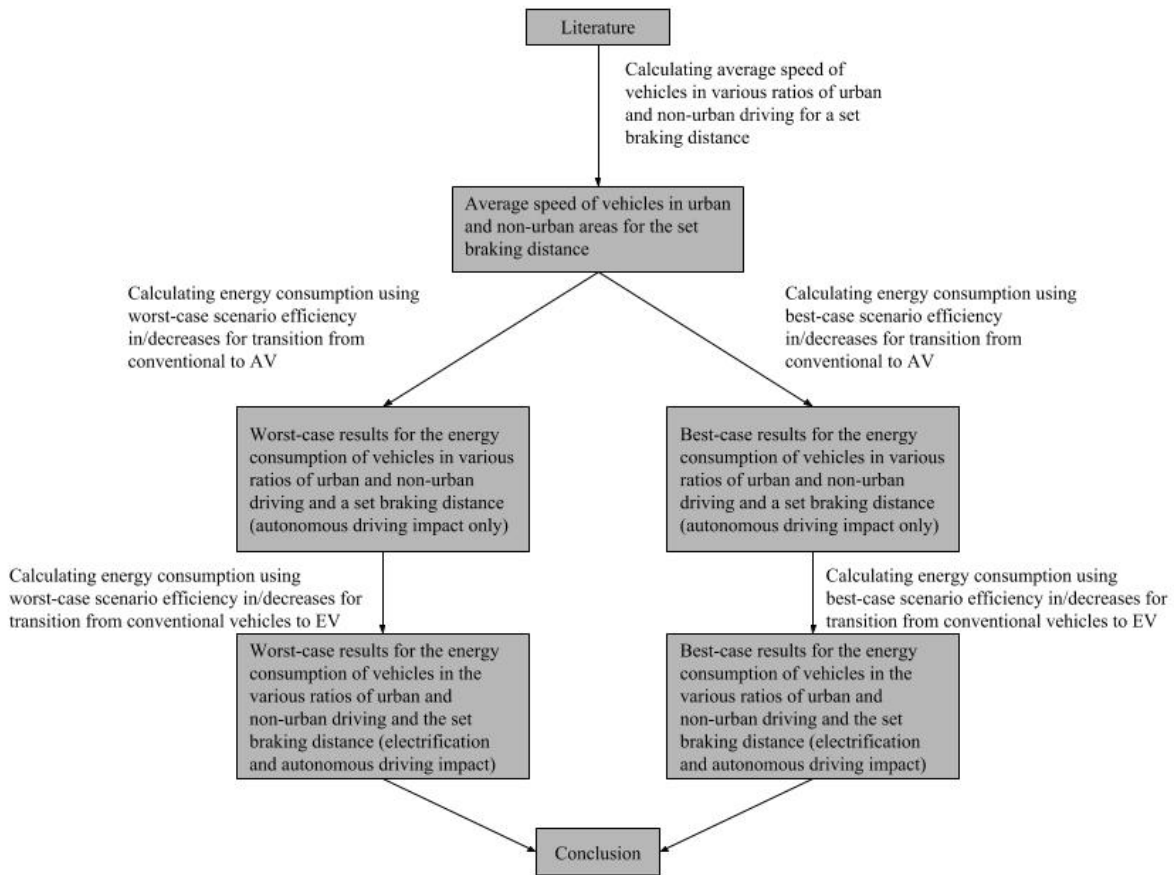 Literature
Calculating average speed of
vehicles in various ratios of urban
and non-urban driving for a set
braking distance
Average speed of vehicles in urban
and non-urban areas for the set
braking distance
Calculating energy consumption using
worst-case scenario efficiency
in/decreases for transition from
conventional to AV
Calculating energy consumption using
best-case scenario efficiency
in/decreases for transition from
conventional to AV
Worst-case results for the energy
consumption of vehicles in various
ratios of urban and non-urban
driving and a set braking distance
(autonomous driving impact only)
Best-case results for the energy
consumption of vehicles in various
ratios of urban and non-urban
driving and a set braking distance
(autonomous driving impact only)
Calculating energy consumption using
worst-case scenario efficiency in/decreases for
transition from conventional vehicles to EV
Calculating energy consumption using
best-case scenario efficiency in/decreases for
transition from conventional vehicles to EV
Worst-case results for the energy
consumption of vehicles in the
various ratios of urban and
non-urban driving and the set
braking distance (electrification
and autonomous driving impact)
Best-case results for the energy
consumption of vehicles in the
various ratios of urban and
non-urban driving and the set
braking distance (electrification
and autonomous driving impact)
Conclusion